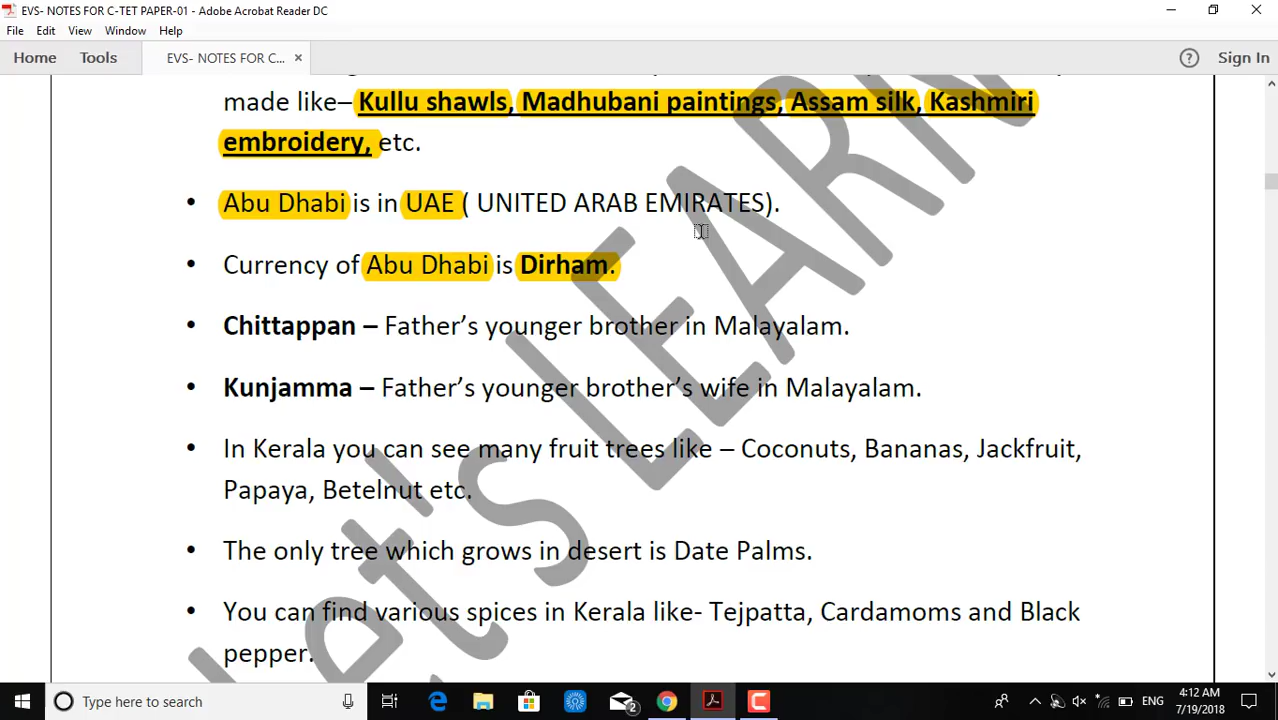 EVS- NOTES FOR C-TET PAPER-01 - Adobe Acrobat Reader DC
File Edit View Window Help
Home Tools EVS- NOTES FOR C... × Sign In
made like– Kullu shawls, Madhubani paintings, Assam silk, Kashmiri
embroidery, etc.
• Abu Dhabi is in UAE ( UNITED ARAB EMIRATES).
• Currency of Abu Dhabi is Dirham.
• Chittappan – Father’s younger brother in Malayalam.
• Kunjamma – Father’s younger brother’s wife in Malayalam.
• In Kerala you can see many fruit trees like – Coconuts, Bananas, Jackfruit,
Papaya, Betelnut etc.
• The only tree which grows in desert is Date Palms.
• You can find various spices in Kerala like- Tejpatta, Cardamoms and Black
pepper.
Let's LEARN
Type here to search 2 ENG 4:12 AM
7/19/2018